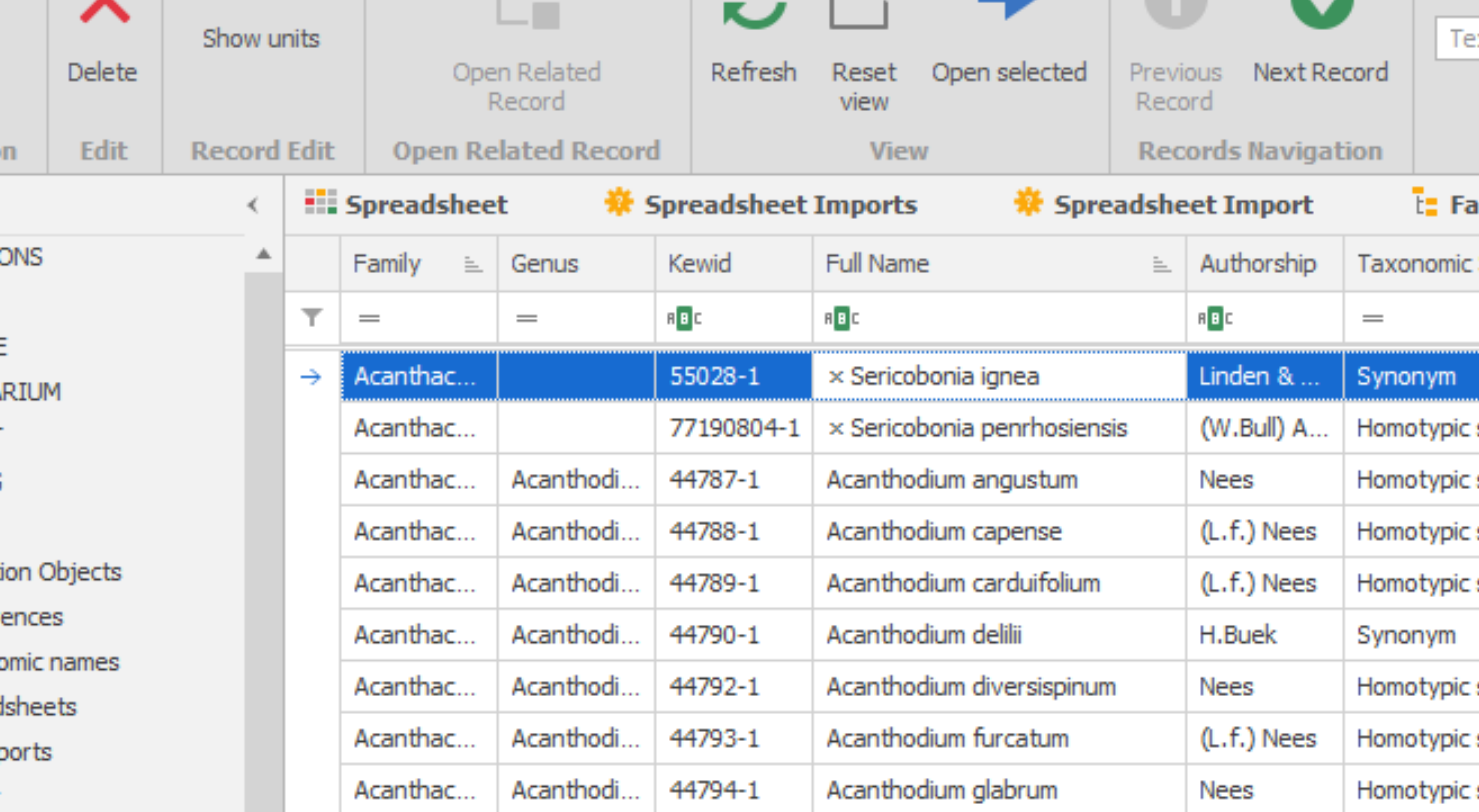 Show units
Delete
Open Related
Record
Refresh
Reset
view
Open selected
Previous
Record
Next Record
Edit
Record Edit
Open Related Record
View
Records Navigation
Spreadsheet
Spreadsheet Imports
Spreadsheet Import
Fa
ONS
E
ARIUM
ion Objects
ences
omic names
dsheets
ports
Family Genus Kewid Full Name Authorship Taxonomic
= = ABC ABC ABC =
Acanthac... 55028-1 × Sericobonia ignea Linden & ... Synonym
Acanthac... 77190804-1 × Sericobonia penrhosiensis (W.Bull) A... Homotypic s
Acanthac... Acanthodi... 44787-1 Acanthodium angustum Nees Homotypic s
Acanthac... Acanthodi... 44788-1 Acanthodium capense (L.f.) Nees Homotypic s
Acanthac... Acanthodi... 44789-1 Acanthodium carduifolium (L.f.) Nees Homotypic s
Acanthac... Acanthodi... 44790-1 Acanthodium delilii H.Buek Synonym
Acanthac... Acanthodi... 44792-1 Acanthodium diversispinum Nees Homotypic s
Acanthac... Acanthodi... 44793-1 Acanthodium furcatum (L.f.) Nees Homotypic s
Acanthac... Acanthodi... 44794-1 Acanthodium glabrum Nees Homotypic s